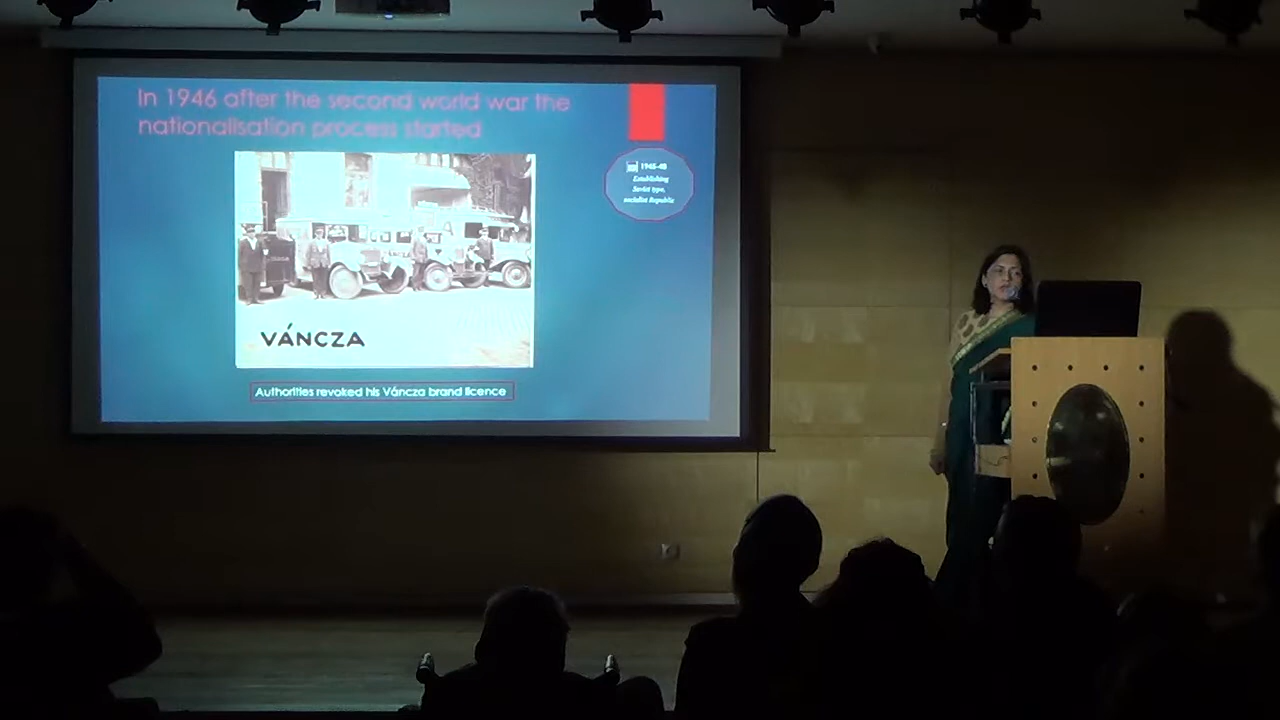 In 1946 after the second world war the
nationalisation process started
1946-48
Establishing
Soviet type,
socialist Republic
VÁNCZA
Authorities revoked his Váncza brand licence